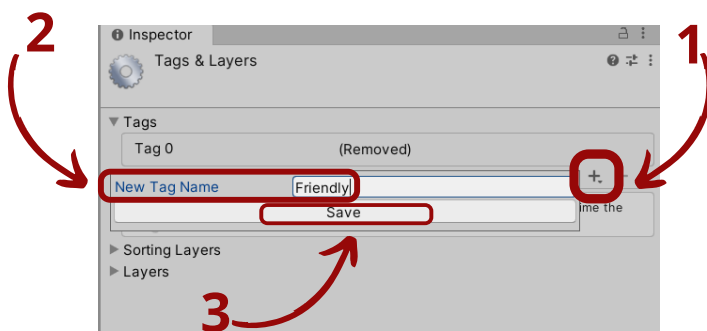 2
Inspector
1
Tags & Layers
Tags
Tag 0 (Removed)
New Tag Name Friendly
Save
ime the
Sorting Layers
Layers
3